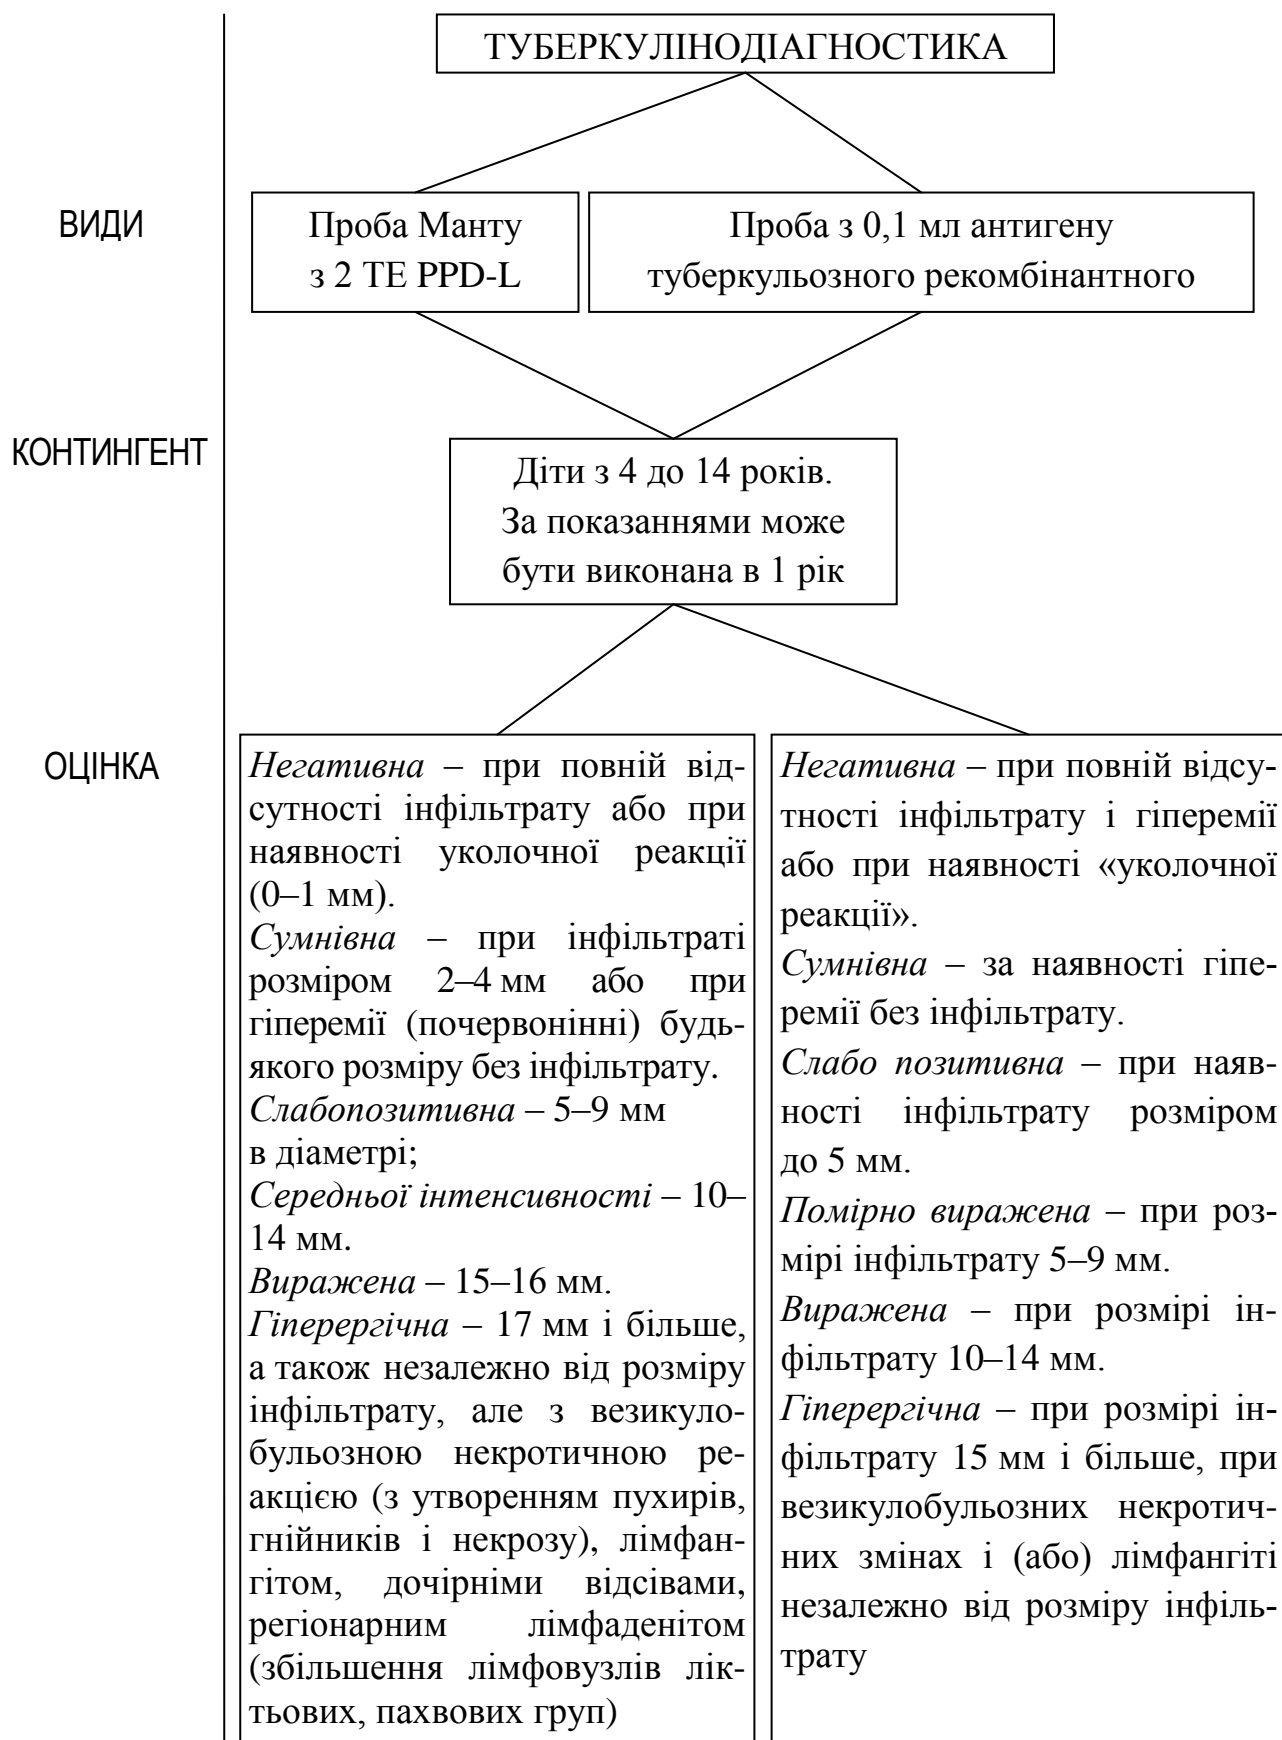 ТУБЕРКУЛІНОДІАГНОСТИКА
ВИДИ
Проба Манту
з 2 ТЕ PPD-L
Проба з 0,1 мл антигену
туберкульозного рекомбінантного
КОНТИНГЕНТ
Діти з 4 до 14 років.
За показаннями може
бути виконана в 1 рік
ОЦІНКА
Негативна – при повній від-
сутності інфільтрату або при
наявності уколочної реакції
(0–1 мм).
Сумнівна – при інфільтраті
розміром 2–4 мм або при
гіперемії (почервонінні) будь-
якого розміру без інфільтрату.
Слабопозитивна – 5–9 мм
в діаметрі;
Середньої інтенсивності – 10–
14 мм.
Виражена – 15–16 мм.
Гіперергічна – 17 мм і більше,
а також незалежно від розміру
інфільтрату, але з везикуло-
бульозною некротичною ре-
акцією (з утворенням пухирів,
гнійників і некрозу), лімфан-
гітом, дочірніми відсівами,
регіонарним лімфаденітом
(збільшення лімфовузлів лік-
тьових, пахвових груп)
Негативна – при повній відсу-
тності інфільтрату і гіперемії
або при наявності «уколочної
реакції».
Сумнівна – за наявності гіпе-
ремії без інфільтрату.
Слабо позитивна – при наяв-
ності інфільтрату розміром
до 5 мм.
Помірно виражена – при роз-
мірі інфільтрату 5–9 мм.
Виражена – при розмірі ін-
фільтрату 10–14 мм.
Гіперергічна – при розмірі ін-
фільтрату 15 мм і більше, при
везикулобульозних некротич-
них змінах і (або) лімфангіті
незалежно від розміру інфіль-
трату